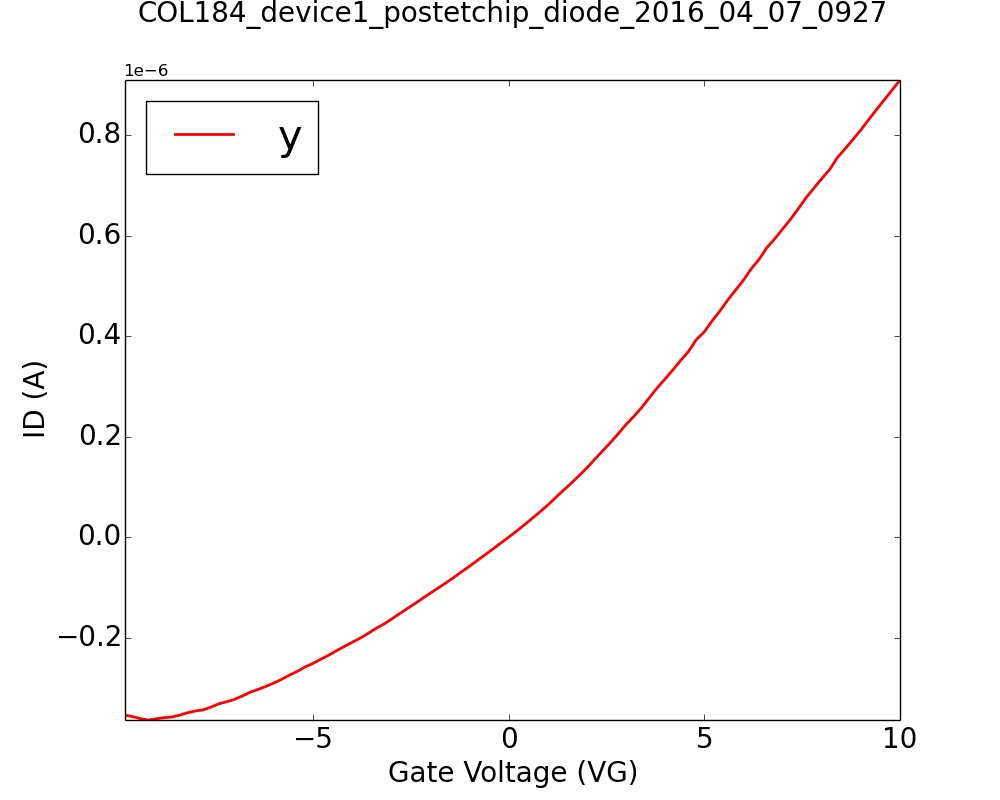 COL184_device1_postetchip_diode_2016_04_07_0927
1e−6
y
0.8
0.6
0.4
0.2
0.0
−0.2
ID (A)
−5 0 5 10
Gate Voltage (VG)